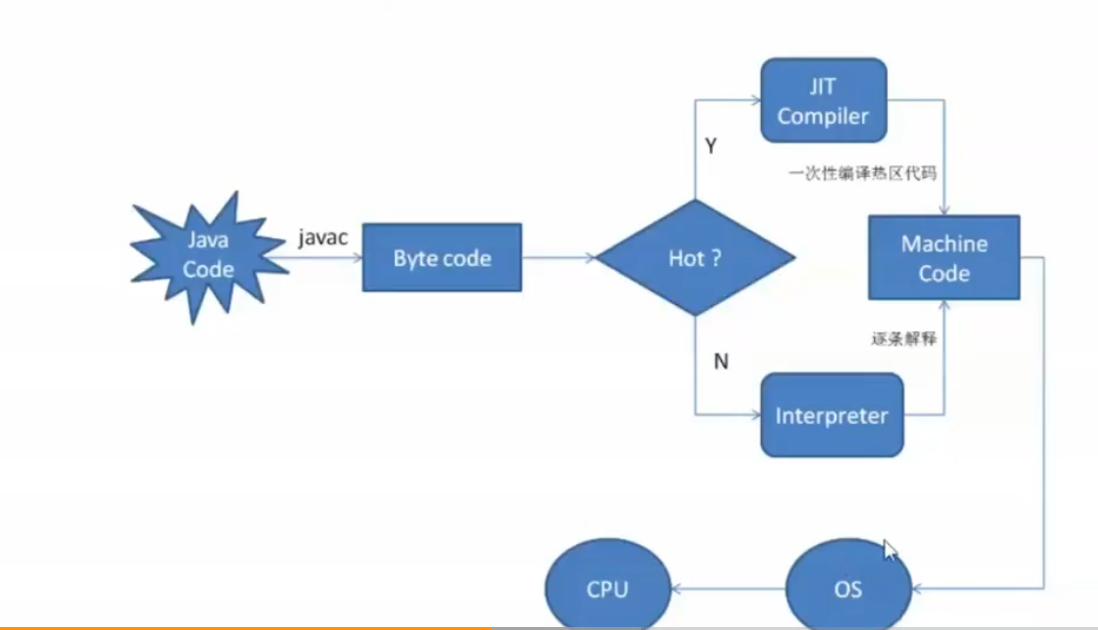 JIT
Compiler
Y
一次性编译热区代码
Java
Code
javac
Byte code
Hot ?
Machine
Code
逐条解释
N
Interpreter
CPU
OS